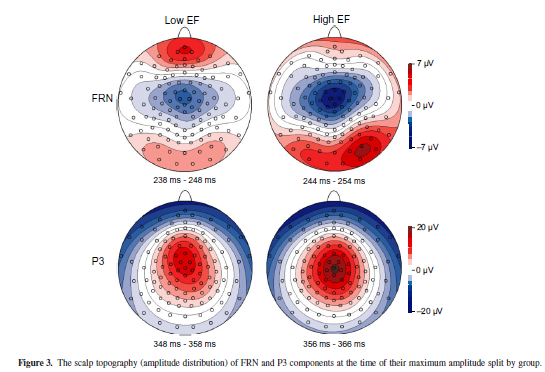 Low EF
High EF
FRN
7 µV
0 µV
−7 µV
238 ms - 248 ms
244 ms - 254 ms
P3
20 µV
0 µV
−20 µV
348 ms - 358 ms
356 ms - 366 ms
Figure 3. The scalp topography (amplitude distribution) of FRN and P3 components at the time of their maximum amplitude split by group.